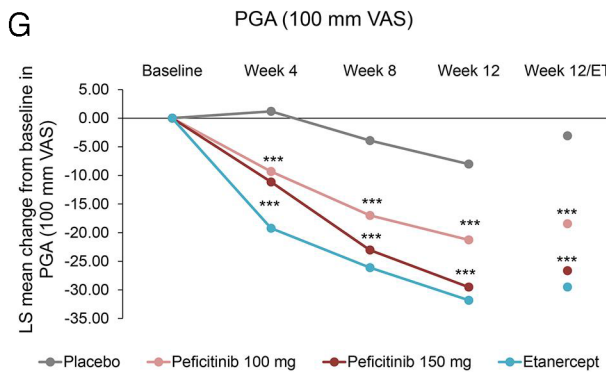 G
PGA (100 mm VAS)
Baseline Week 4 Week 8 Week 12 Week 12/ET
LS mean change from baseline in
PGA (100 mm VAS)
5.00
0.00
-5.00
-10.00
-15.00
-20.00
-25.00
-30.00
-35.00
***
***
***
***
***
***
***
***
Placebo Peficitinib 100 mg Peficitinib 150 mg Etanercept